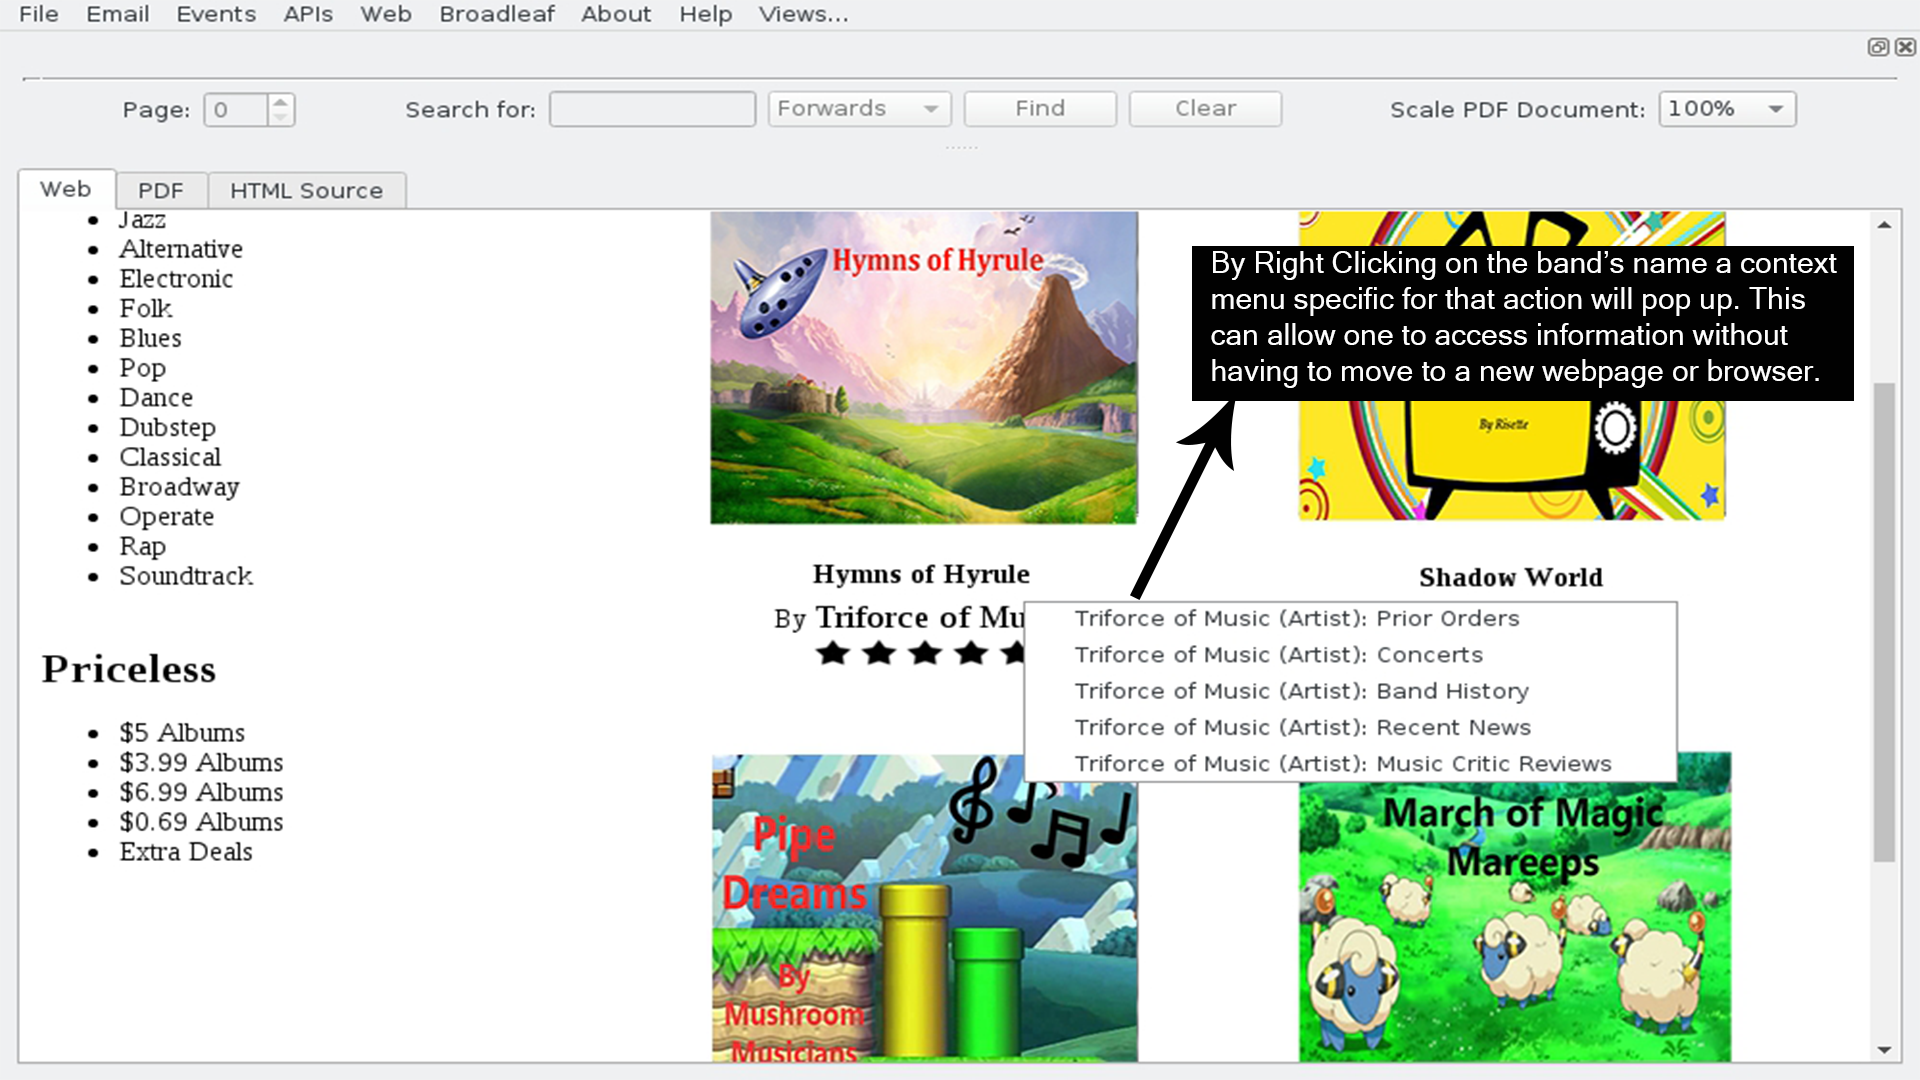 File Email Events APIs Web Broadleaf About Help Views...
Page: 0 Search for: Forwards Find Clear Scale PDF Document: 100%
Web PDF HTML Source
Jazz
Alternative
Electronic
Folk
Blues
Pop
Dance
Dubstep
Classical
Broadway
Operate
Rap
Soundtrack
Priceless
$5 Albums
$3.99 Albums
$6.99 Albums
$0.69 Albums
Extra Deals
Hymns of Hyrule
By Right Clicking on the band's name a context
menu specific for that action will pop up. This
can allow one to access information without
having to move to a new webpage or browser.
By Risette
Hymns of Hyrule
By Triforce of Mu
Shadow World
Triforce of Music (Artist): Prior Orders
Triforce of Music (Artist): Concerts
Triforce of Music (Artist): Band History
Triforce of Music (Artist): Recent News
Triforce of Music (Artist): Music Critic Reviews
Pipe
Dreams
By
Mushroom
Musicians
March of Magic
Mareeps